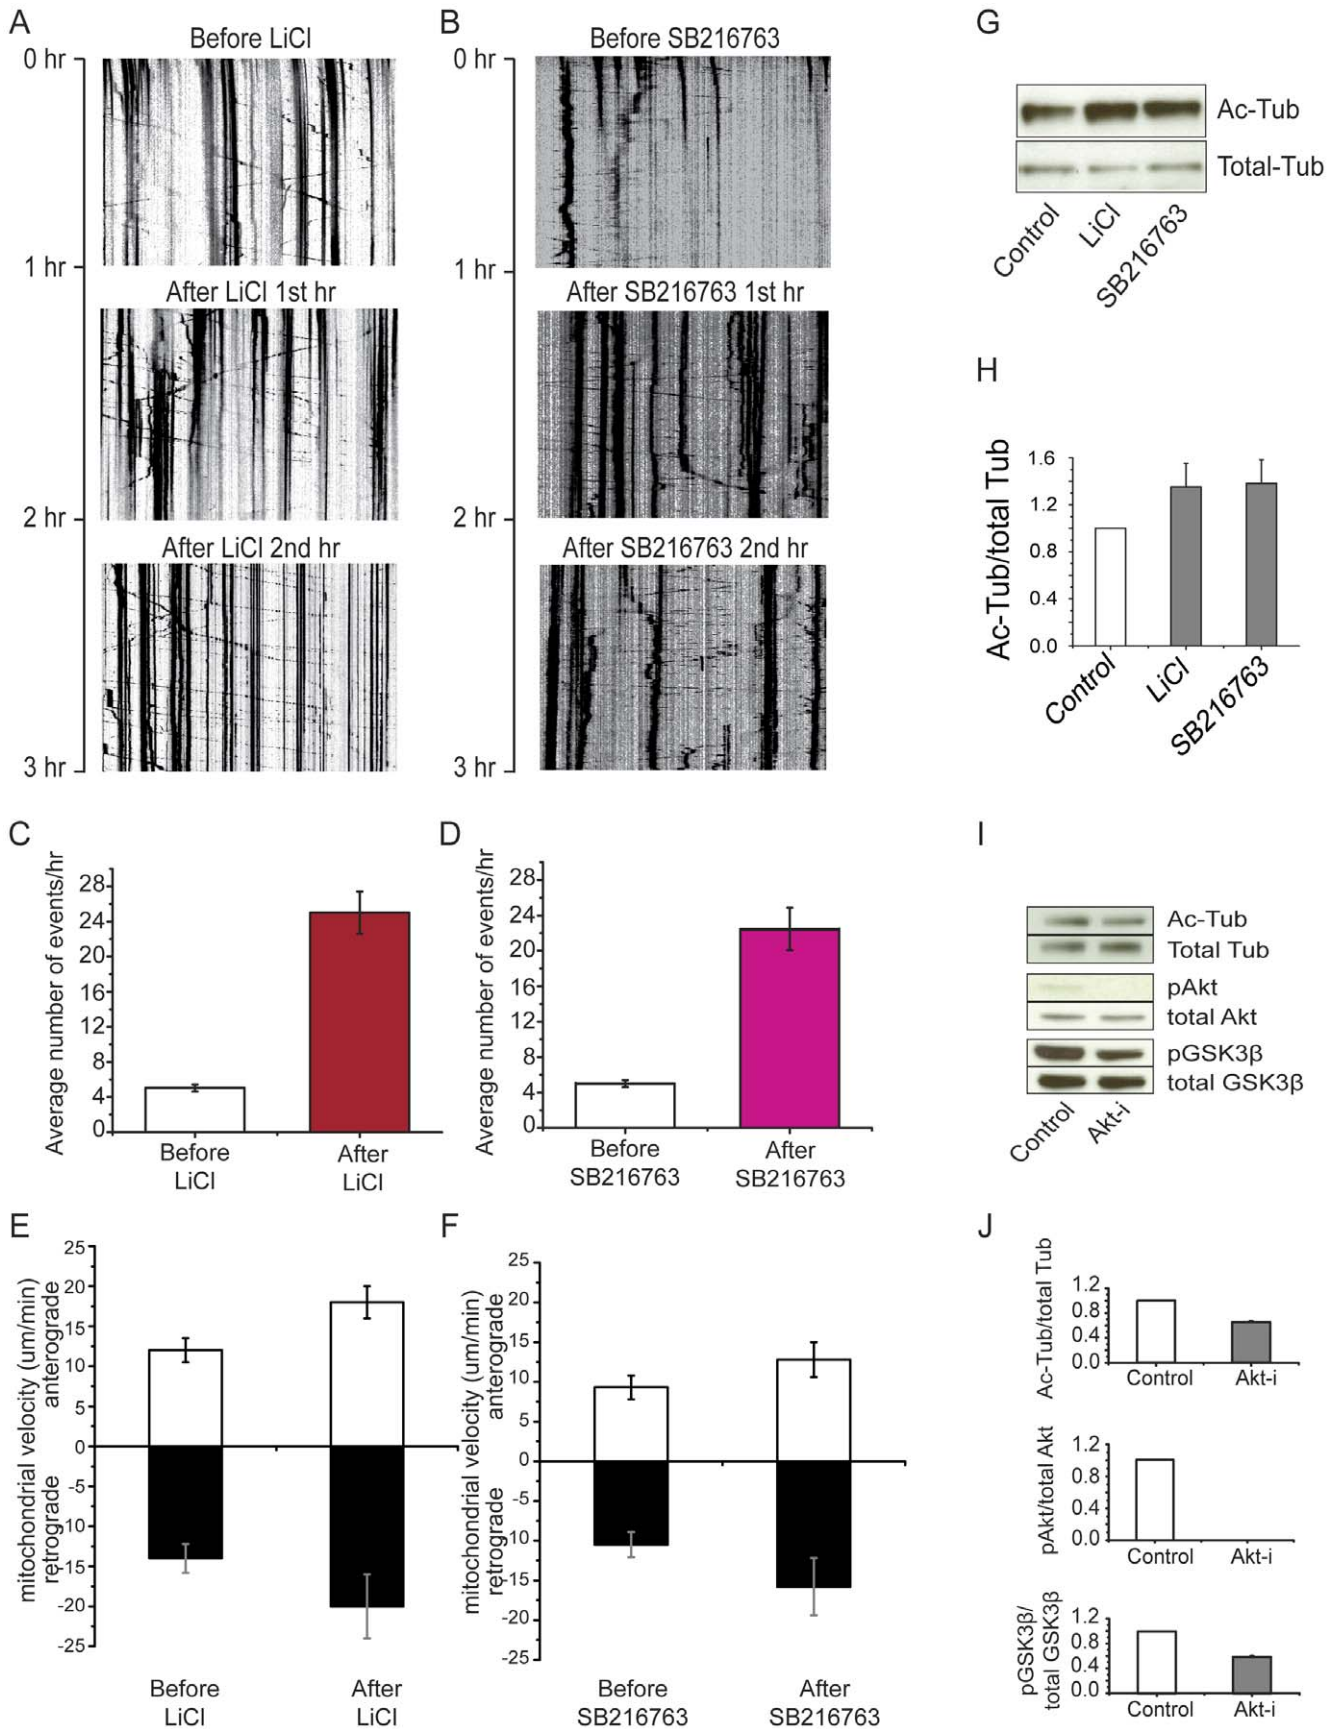 A
Before LiCl
0 hr
1 hr
After LiCl 1st hr
2 hr
After LiCl 2nd hr
3 hr
B
Before SB216763
0 hr
1 hr
After SB216763 1st hr
2 hr
After SB216763 2nd hr
3 hr
C
Average number of events/hr
28
24
20
16
12
8
4
0
Before
LiCl
After
LiCl
D
Average number of events/hr
28
24
20
16
12
8
4
0
Before
SB216763
After
SB216763
E
mitochondrial velocity (um/min)
retrograde anterograde
25
20
15
10
5
0
-5
-10
-15
-20
-25
Before
LiCl
After
LiCl
F
mitochondrial velocity (um/min)
retrograde anterograde
25
20
15
10
5
0
-5
-10
-15
-20
-25
Before
SB216763
After
SB216763
G
Ac-Tub
Total-Tub
Control
LiCl
SB216763
H
Ac-Tub/total Tub
1.6
1.2
0.8
0.4
0.0
Control
LiCl
SB216763
I
Ac-Tub
Total Tub
pAkt
total Akt
pGSK3β
total GSK3β
Control
Akt-i
J
Ac-Tub/total Tub
1.2
0.8
0.4
0.0
Control
Akt-i
pAkt/total Akt
1.2
0.8
0.4
0.0
Control
Akt-i
pGSK3β/
total GSK3β
1.2
0.8
0.4
0.0
Control
Akt-i